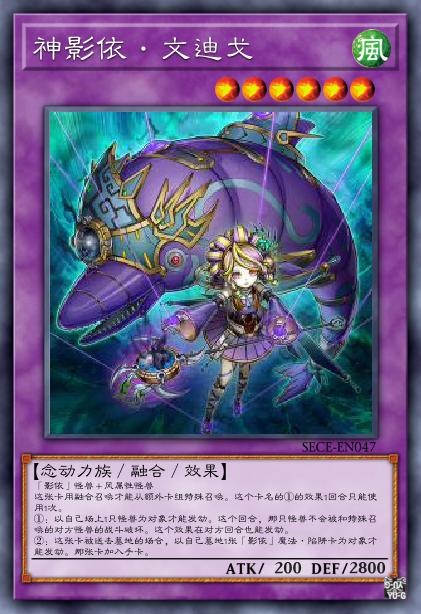 神影依·文迪戈
風
SECE-EN047
【念动力族／融合／效果】
「影依」怪兽＋风属性怪兽
这张卡用融合召唤才能从额外卡组特殊召唤。这个卡名的①的效果1回合只能使
用1次。
①：以自己场上1只怪兽为对象才能发动。这个回合，那只怪兽不会被和特殊召
唤的对方怪兽的战斗破坏。这个效果在对方回合也能发动。
②：这张卡被送去墓地的场合，以自己墓地1张「影依」魔法·陷阱卡为对象才
能发动。那张卡加入手卡。
ATK/ 200 DEF/2800